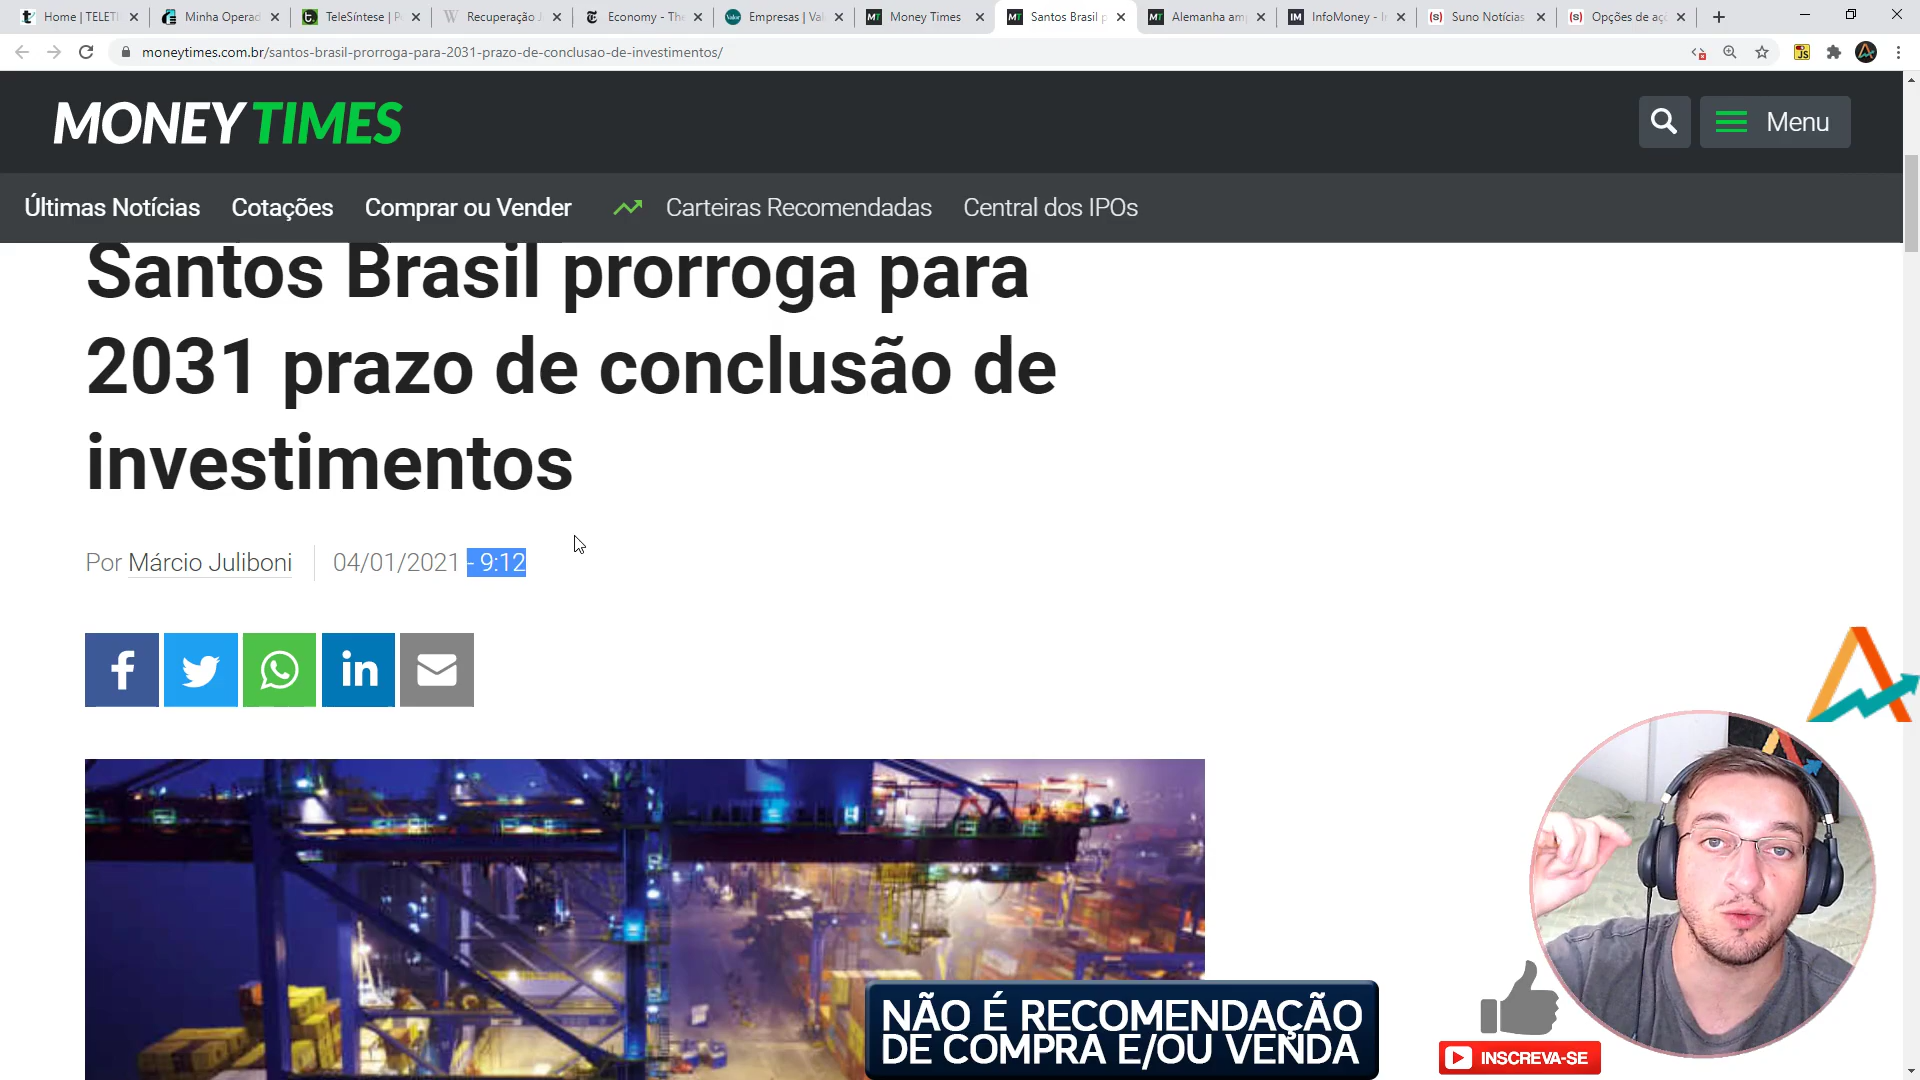 Home | TELETI
Minha Operad
TeleSíntese | P
Recuperação J
Economy - The
Empresas | Val
Money Times
Santos Brasil p
Alemanha am
InfoMoney - In
Suno Notícias
Opções de açõ
moneytimes.com.br/santos-brasil-prorroga-para-2031-prazo-de-conclusao-de-investimentos/
MONEY TIMES
Menu
Últimas Notícias
Cotações
Comprar ou Vender
Carteiras Recomendadas
Central dos IPOs
Santos Brasil prorroga para
2031 prazo de conclusão de
investimentos
Por Márcio Juliboni
04/01/2021 - 9:12
NÃO É RECOMENDAÇÃO
DE COMPRA E/OU VENDA
INSCREVA-SE